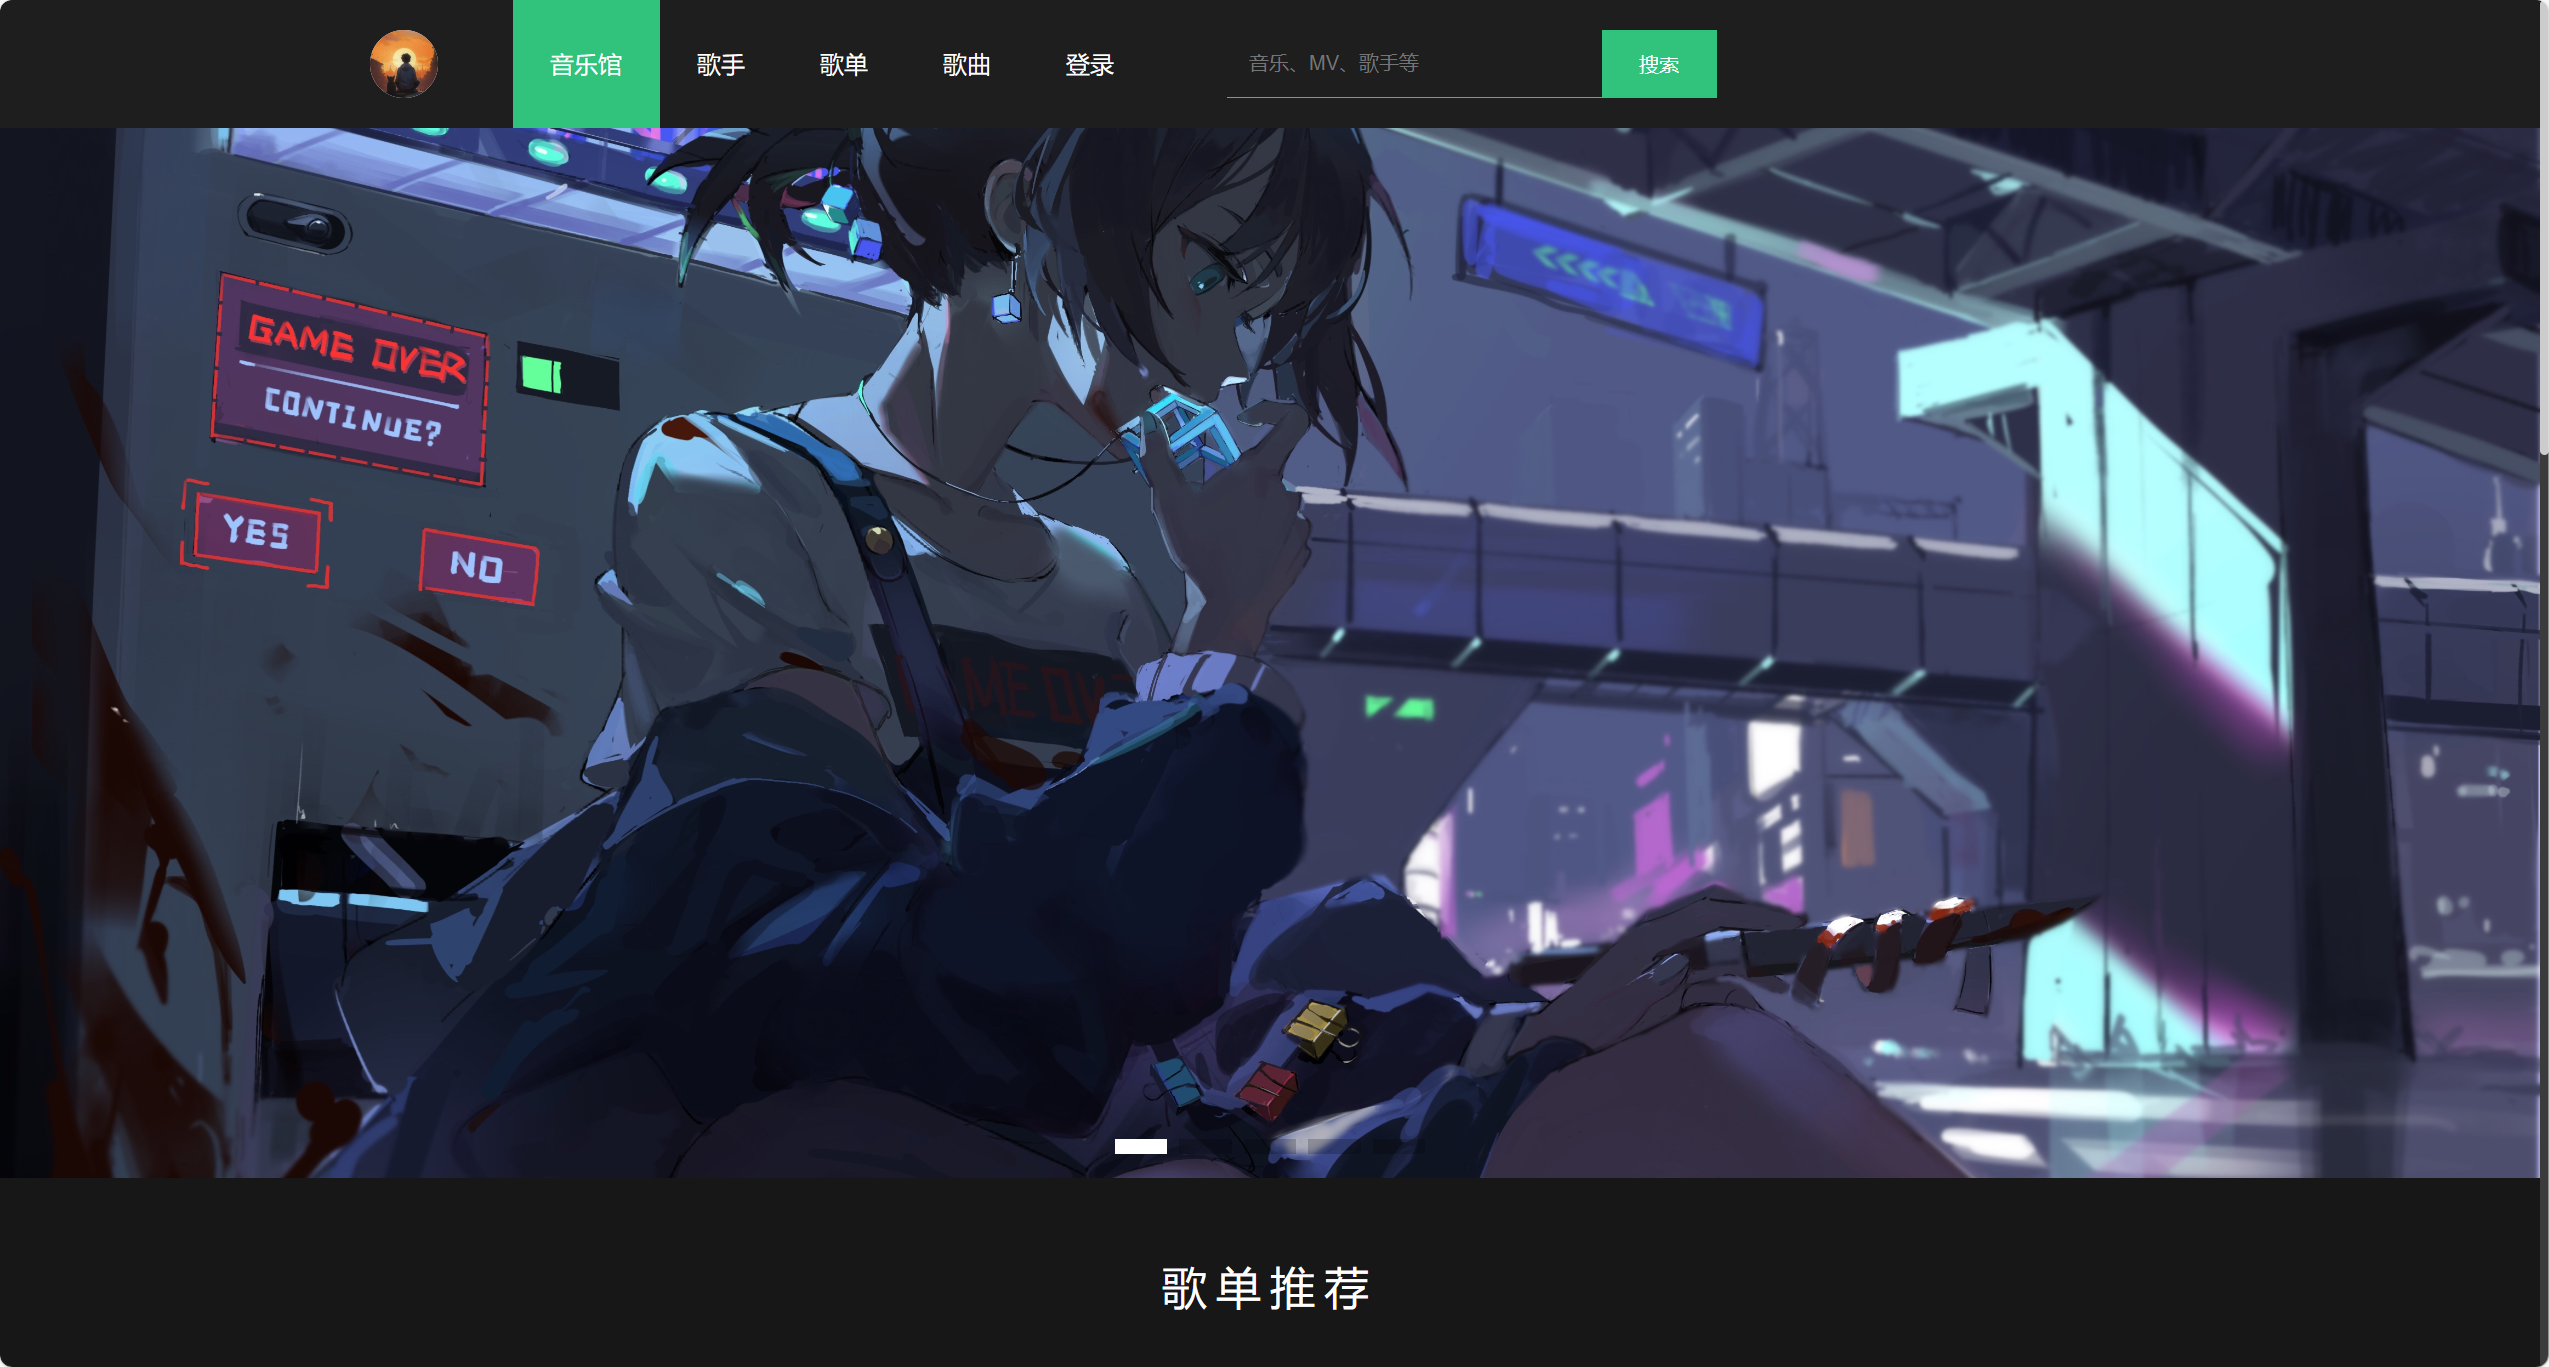 音乐馆 歌手 歌单 歌曲 登录 音乐、MV、歌手等 搜索
GAME OVER
CONTINUE?
YES NO
歌单推荐